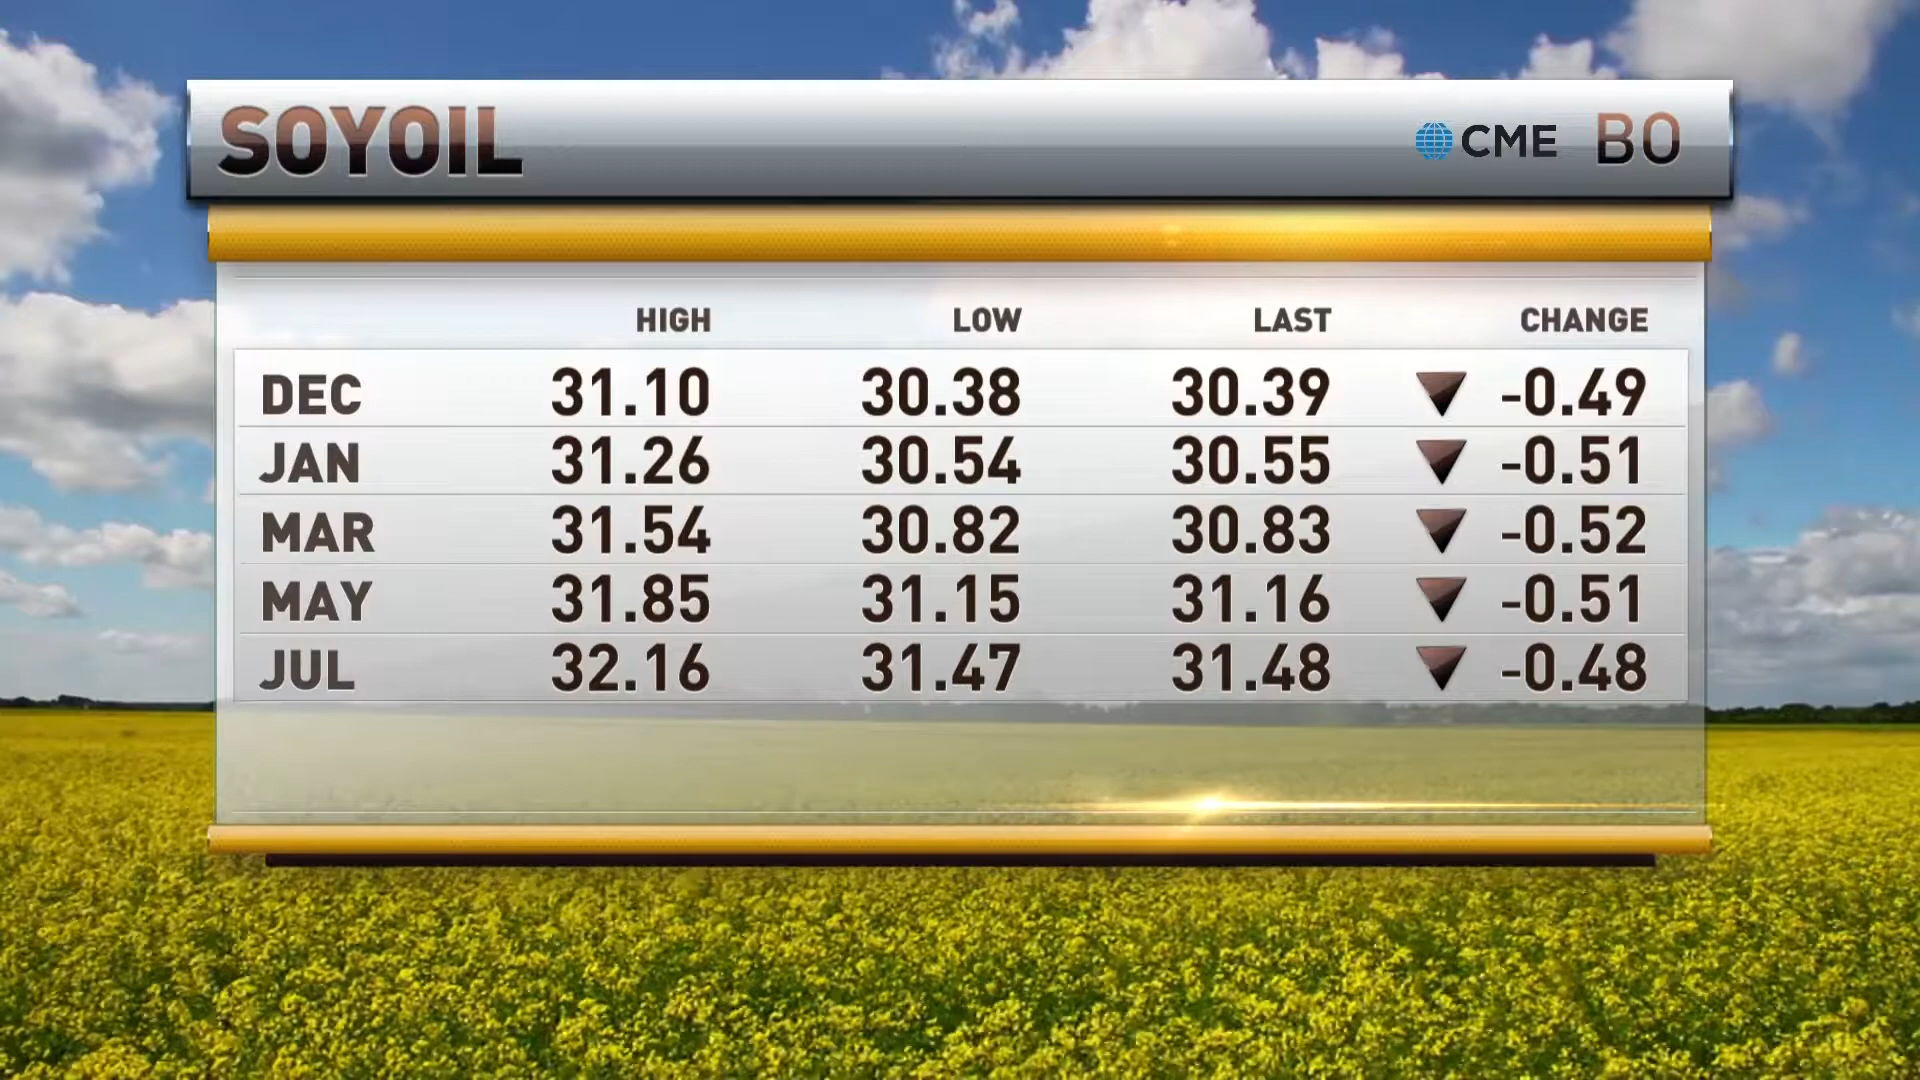 SOYOIL CME BO
HIGH LOW LAST CHANGE
DEC 31.10 30.38 30.39 -0.49
JAN 31.26 30.54 30.55 -0.51
MAR 31.54 30.82 30.83 -0.52
MAY 31.85 31.15 31.16 -0.51
JUL 32.16 31.47 31.48 -0.48